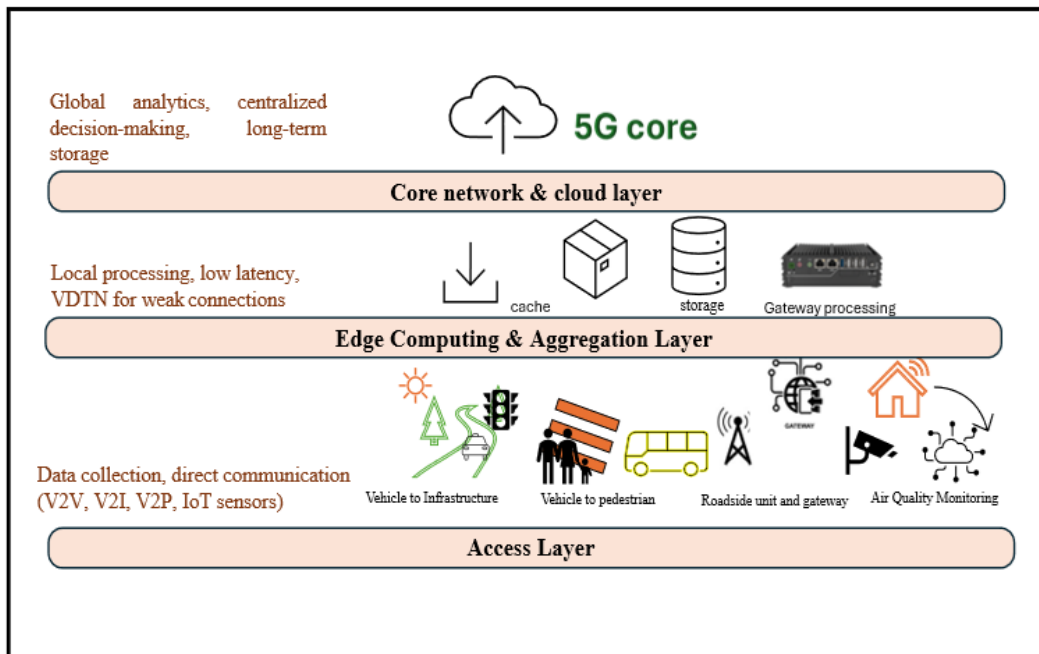 Global analytics, centralized
decision-making, long-term
storage
5G core
Core network & cloud layer
Local processing, low latency,
VDTN for weak connections
cache
storage
Gateway processing
Edge Computing & Aggregation Layer
GATEWAY
Data collection, direct communication
(V2V, V2I, V2P, IoT sensors)
Vehicle to Infrastructure
Vehicle to pedestrian
Roadside unit and gateway
Air Quality Monitoring
Access Layer